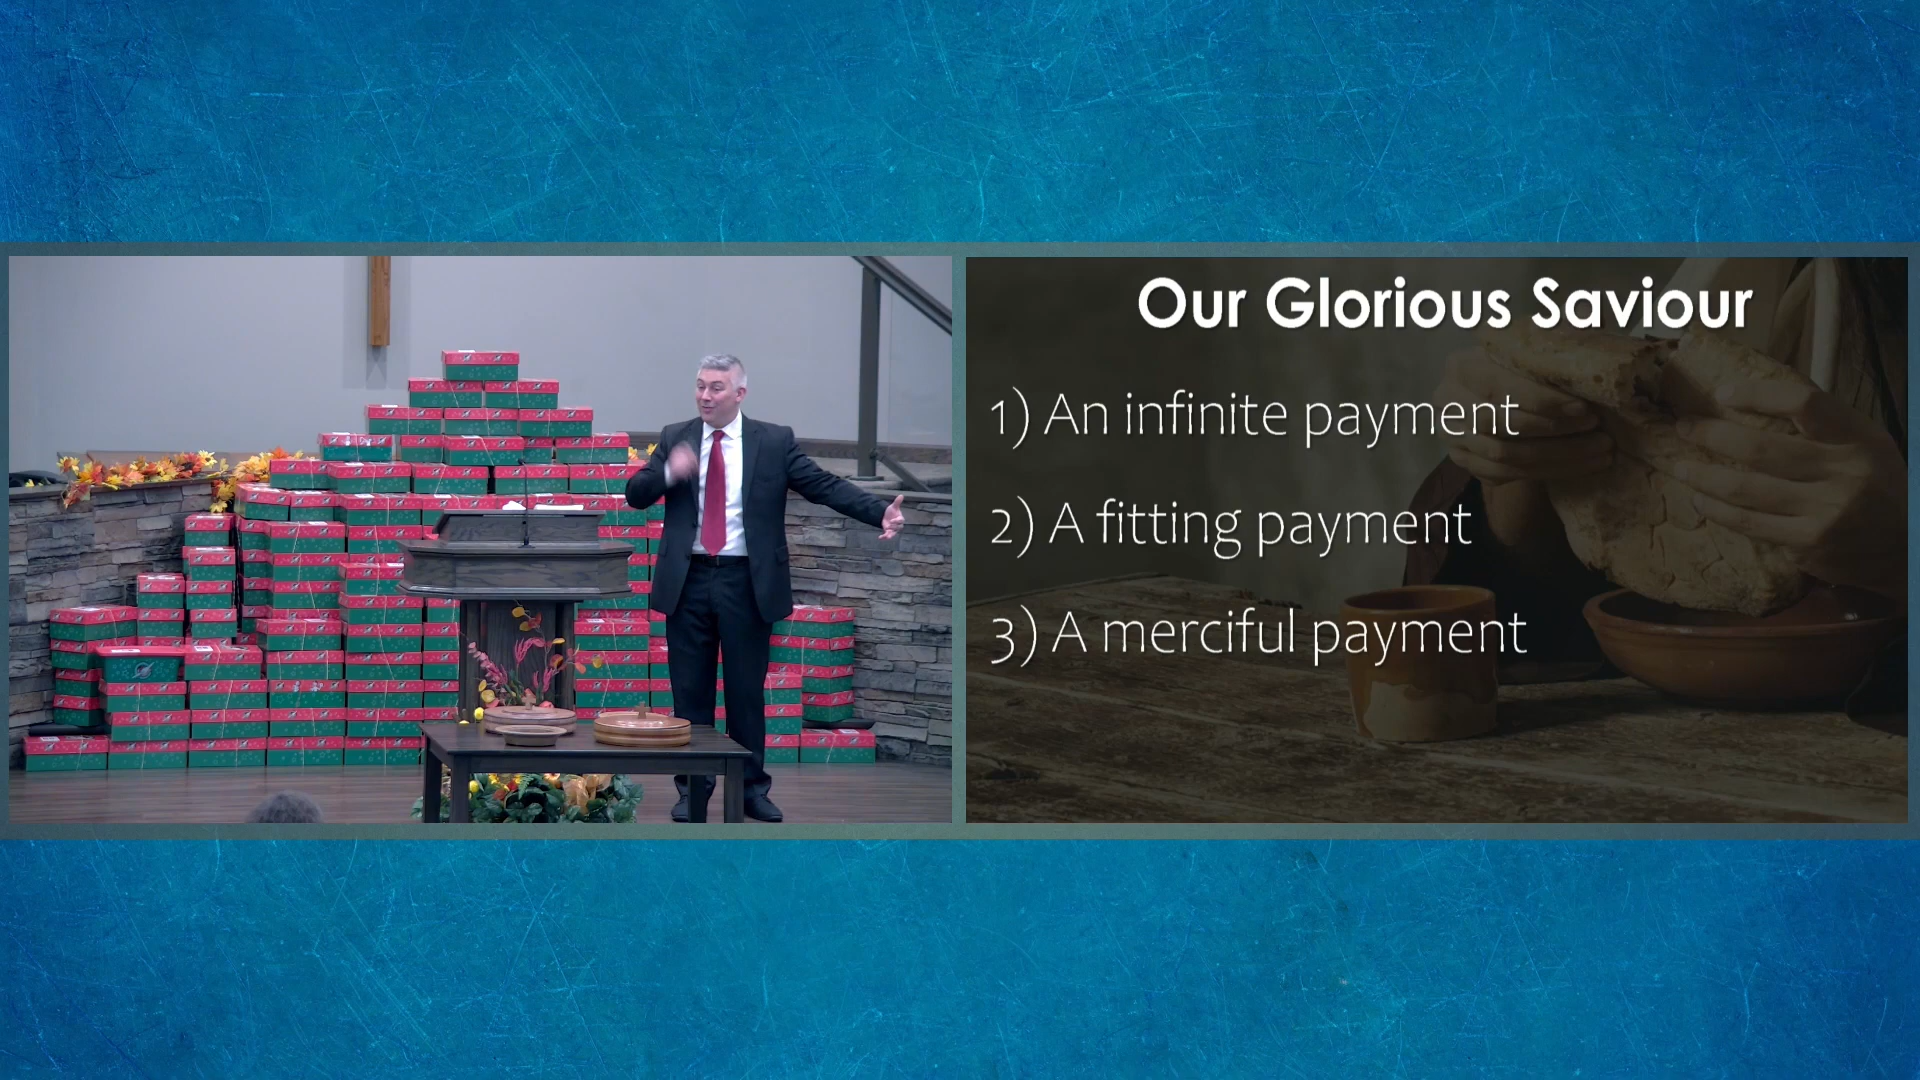 Our Glorious Saviour
1) An infinite payment
2) A fitting payment
3) A merciful payment